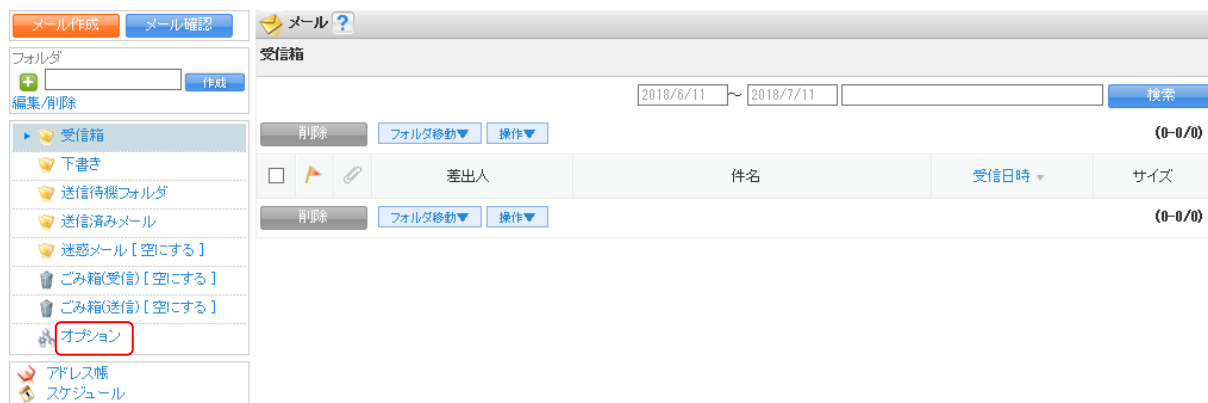 メール作成 メール確認
フォルダ
作成
編集/削除
受信箱
下書き
送信待機フォルダ
送信済みメール
迷惑メール [ 空にする ]
ごみ箱(受信) [ 空にする ]
ごみ箱(送信) [ 空にする ]
オプション
アドレス帳
スケジュール
メール ?
受信箱
2018/6/11 ～ 2018/7/11 検索
削除 フォルダ移動▼ 操作▼ (0-0/0)
差出人 件名 受信日時 ▼ サイズ
削除 フォルダ移動▼ 操作▼ (0-0/0)